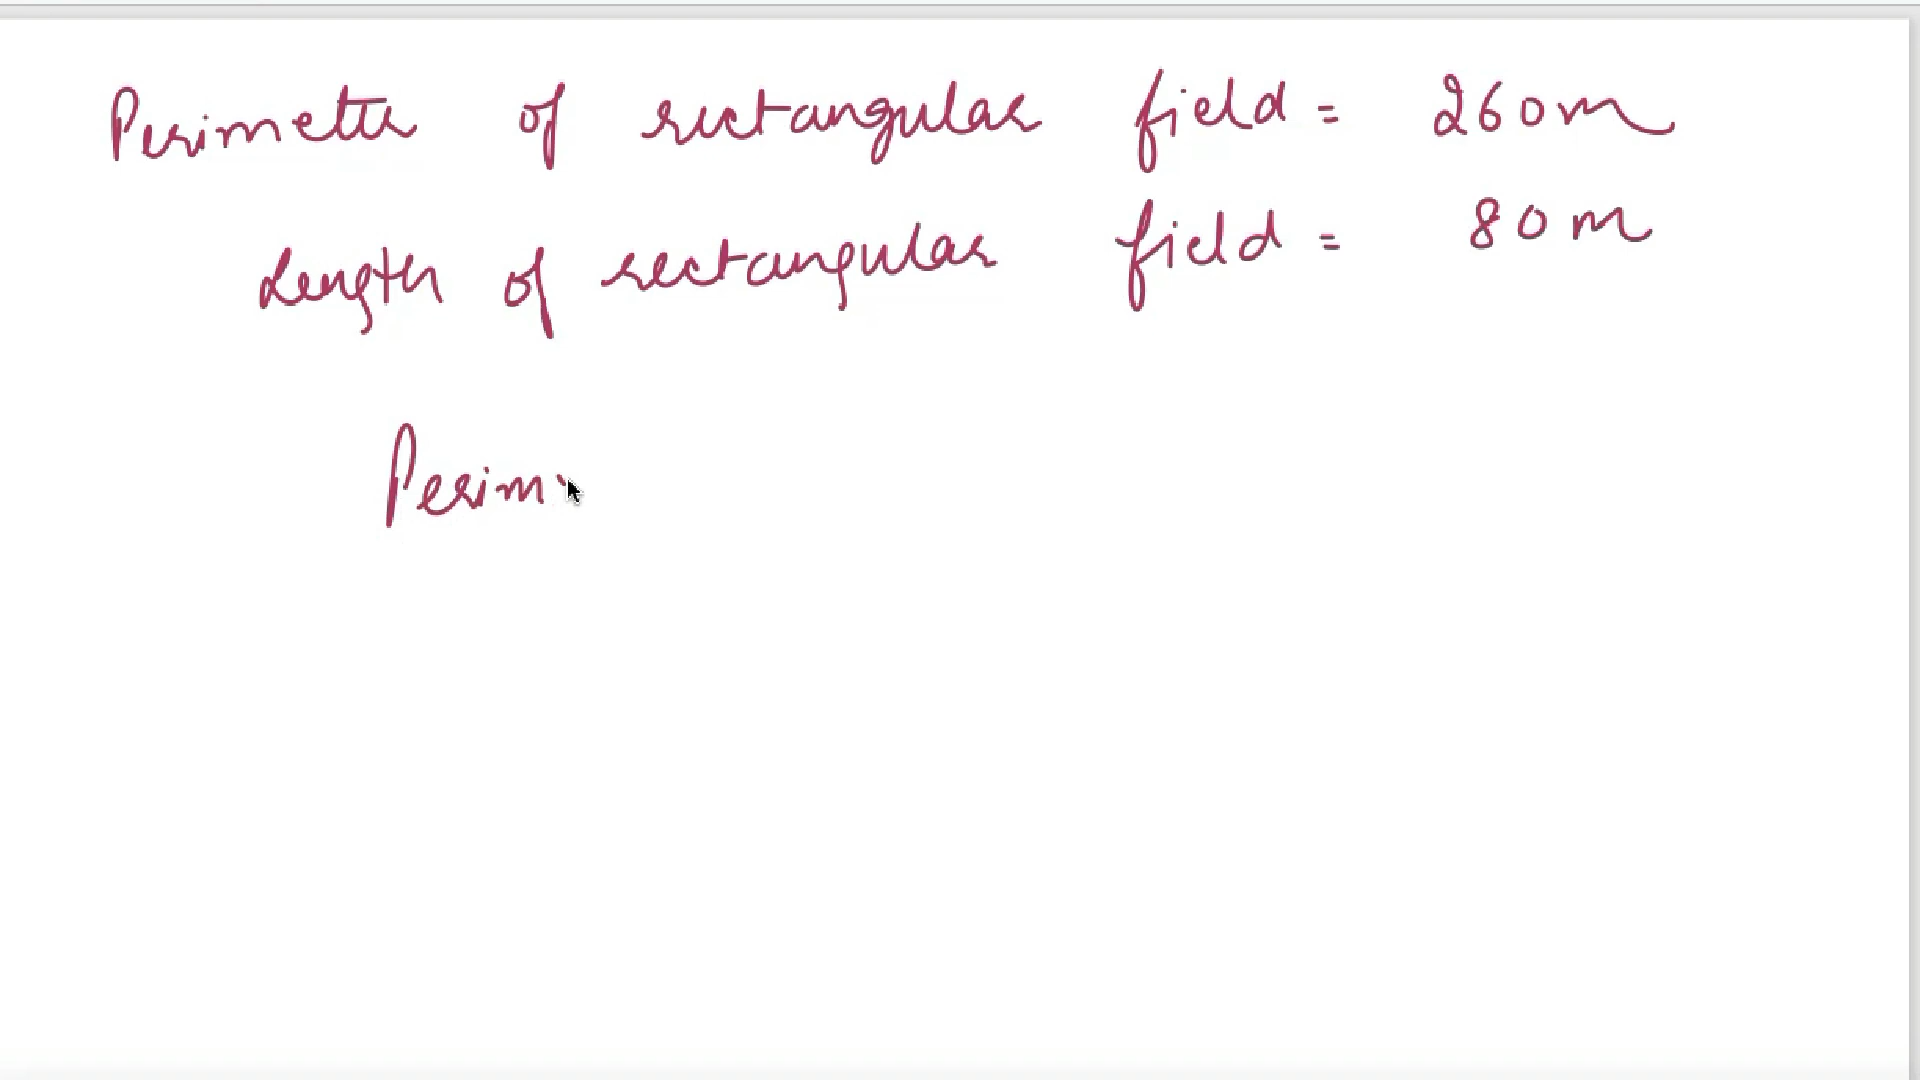 Perimeter of rectangular field = 260m
Length of rectangular field = 80m
Perim